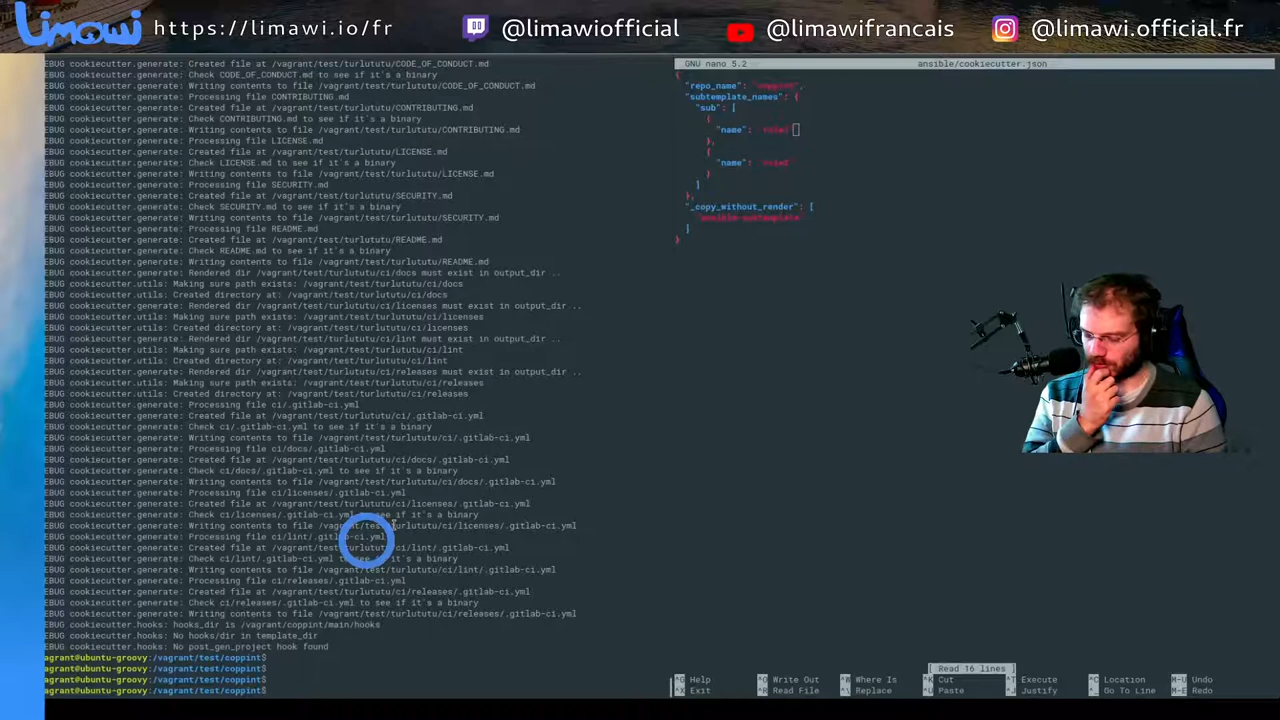 Limawi https://limawi.io/fr @limawiofficial @limawifrancais @limawi.official.fr
EBUG cookiecutter.generate: Created file at /vagrant/test/turlututu/CODE_OF_CONDUCT.md
EBUG cookiecutter.generate: Check CODE_OF_CONDUCT.md to see if it's a binary
EBUG cookiecutter.generate: Writing contents to file /vagrant/test/turlututu/CODE_OF_CONDUCT.md
EBUG cookiecutter.generate: Processing file CONTRIBUTING.md
EBUG cookiecutter.generate: Created file at /vagrant/test/turlututu/CONTRIBUTING.md
EBUG cookiecutter.generate: Check CONTRIBUTING.md to see if it's a binary
EBUG cookiecutter.generate: Writing contents to file /vagrant/test/turlututu/CONTRIBUTING.md
EBUG cookiecutter.generate: Processing file LICENSE.md
EBUG cookiecutter.generate: Created file at /vagrant/test/turlututu/LICENSE.md
EBUG cookiecutter.generate: Check LICENSE.md to see if it's a binary
EBUG cookiecutter.generate: Writing contents to file /vagrant/test/turlututu/LICENSE.md
EBUG cookiecutter.generate: Processing file SECURITY.md
EBUG cookiecutter.generate: Created file at /vagrant/test/turlututu/SECURITY.md
EBUG cookiecutter.generate: Check SECURITY.md to see if it's a binary
EBUG cookiecutter.generate: Writing contents to file /vagrant/test/turlututu/SECURITY.md
EBUG cookiecutter.generate: Processing file README.md
EBUG cookiecutter.generate: Created file at /vagrant/test/turlututu/README.md
EBUG cookiecutter.generate: Check README.md to see if it's a binary
EBUG cookiecutter.generate: Writing contents to file /vagrant/test/turlututu/README.md
EBUG cookiecutter.generate: Rendered dir /vagrant/test/turlututu/ci/docs must exist in output_dir ..
EBUG cookiecutter.utils: Making sure path exists: /vagrant/test/turlututu/ci/docs
EBUG cookiecutter.utils: Created directory at: /vagrant/test/turlututu/ci/docs
EBUG cookiecutter.generate: Rendered dir /vagrant/test/turlututu/ci/licenses must exist in output_dir ..
EBUG cookiecutter.utils: Making sure path exists: /vagrant/test/turlututu/ci/licenses
EBUG cookiecutter.utils: Created directory at: /vagrant/test/turlututu/ci/licenses
EBUG cookiecutter.generate: Rendered dir /vagrant/test/turlututu/ci/lint must exist in output_dir ..
EBUG cookiecutter.utils: Making sure path exists: /vagrant/test/turlututu/ci/lint
EBUG cookiecutter.utils: Created directory at: /vagrant/test/turlututu/ci/lint
EBUG cookiecutter.generate: Rendered dir /vagrant/test/turlututu/ci/releases must exist in output_dir ..
EBUG cookiecutter.utils: Making sure path exists: /vagrant/test/turlututu/ci/releases
EBUG cookiecutter.utils: Created directory at: /vagrant/test/turlututu/ci/releases
EBUG cookiecutter.generate: Processing file ci/.gitlab-ci.yml
EBUG cookiecutter.generate: Created file at /vagrant/test/turlututu/ci/.gitlab-ci.yml
EBUG cookiecutter.generate: Check ci/.gitlab-ci.yml to see if it's a binary
EBUG cookiecutter.generate: Writing contents to file /vagrant/test/turlututu/ci/.gitlab-ci.yml
EBUG cookiecutter.generate: Processing file ci/docs/.gitlab-ci.yml
EBUG cookiecutter.generate: Created file at /vagrant/test/turlututu/ci/docs/.gitlab-ci.yml
EBUG cookiecutter.generate: Check ci/docs/.gitlab-ci.yml to see if it's a binary
EBUG cookiecutter.generate: Writing contents to file /vagrant/test/turlututu/ci/docs/.gitlab-ci.yml
EBUG cookiecutter.generate: Processing file ci/licenses/.gitlab-ci.yml
EBUG cookiecutter.generate: Created file at /vagrant/test/turlututu/ci/licenses/.gitlab-ci.yml
EBUG cookiecutter.generate: Check ci/licenses/.gitlab-ci.yml to see if it's a binary
EBUG cookiecutter.generate: Writing contents to file /vagrant/test/turlututu/ci/licenses/.gitlab-ci.yml
EBUG cookiecutter.generate: Processing file ci/lint/.gitlab-ci.yml
EBUG cookiecutter.generate: Created file at /vagrant/test/turlututu/ci/lint/.gitlab-ci.yml
EBUG cookiecutter.generate: Check ci/lint/.gitlab-ci.yml to see if it's a binary
EBUG cookiecutter.generate: Writing contents to file /vagrant/test/turlututu/ci/lint/.gitlab-ci.yml
EBUG cookiecutter.generate: Processing file ci/releases/.gitlab-ci.yml
EBUG cookiecutter.generate: Created file at /vagrant/test/turlututu/ci/releases/.gitlab-ci.yml
EBUG cookiecutter.generate: Check ci/releases/.gitlab-ci.yml to see if it's a binary
EBUG cookiecutter.generate: Writing contents to file /vagrant/test/turlututu/ci/releases/.gitlab-ci.yml
EBUG cookiecutter.hooks: hooks_dir is /vagrant/coppint/main/hooks
EBUG cookiecutter.hooks: No hooks/dir in template_dir
EBUG cookiecutter.hooks: No post_gen_project hook found
agrant@ubuntu-groovy:/vagrant/test/coppint$
agrant@ubuntu-groovy:/vagrant/test/coppint$
agrant@ubuntu-groovy:/vagrant/test/coppint$
agrant@ubuntu-groovy:/vagrant/test/coppint$
GNU nano 5.2 ansible/cookiecutter.json
{
"repo_name": "coppint",
"subtemplate_names": {
"sub": [
{
"name":
},
{
"name":
}
]
},
"_copy_without_render": [
]
}
[ Read 16 lines ]
^G Help ^O Write Out ^W Where Is ^K Cut ^T Execute ^C Location M-U Undo
^X Exit ^R Read File ^\ Replace ^U Paste ^J Justify ^_ Go To Line M-E Redo